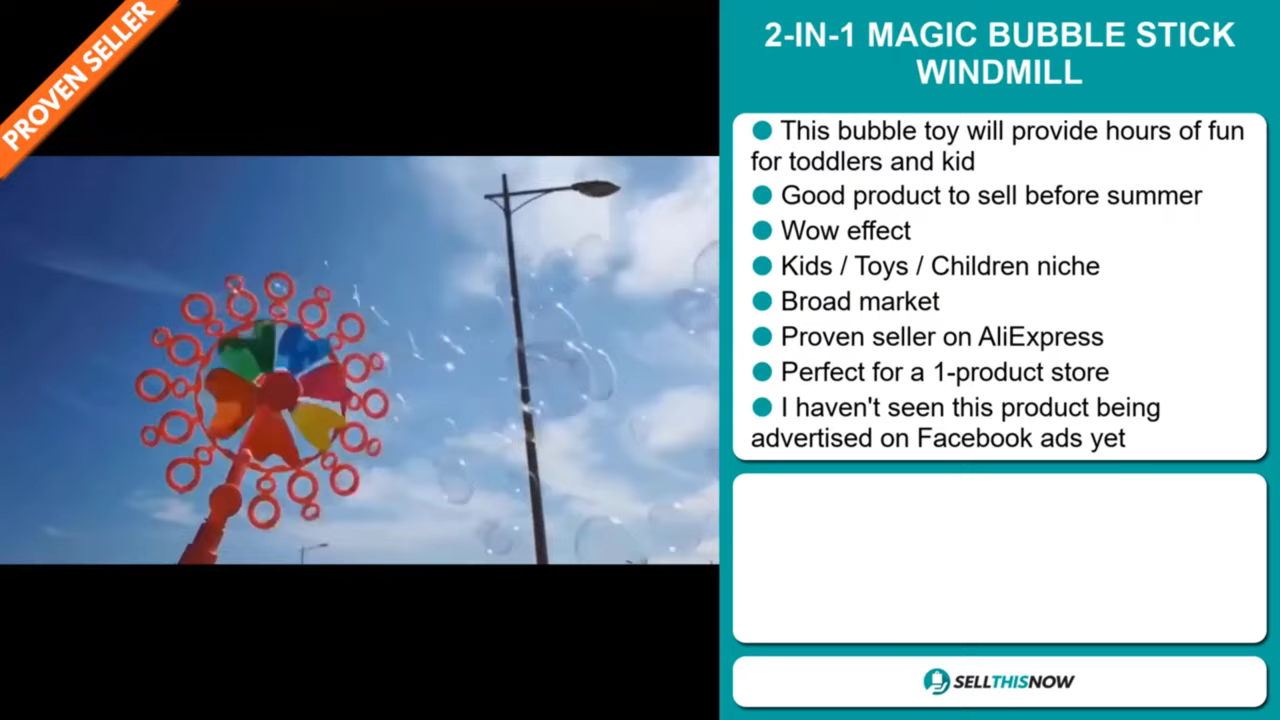 PROVEN SELLER
2-IN-1 MAGIC BUBBLE STICK
WINDMILL
● This bubble toy will provide hours of fun
for toddlers and kid
● Good product to sell before summer
● Wow effect
● Kids / Toys / Children niche
● Broad market
● Proven seller on AliExpress
● Perfect for a 1-product store
● I haven't seen this product being
advertised on Facebook ads yet
SELLTHISNOW